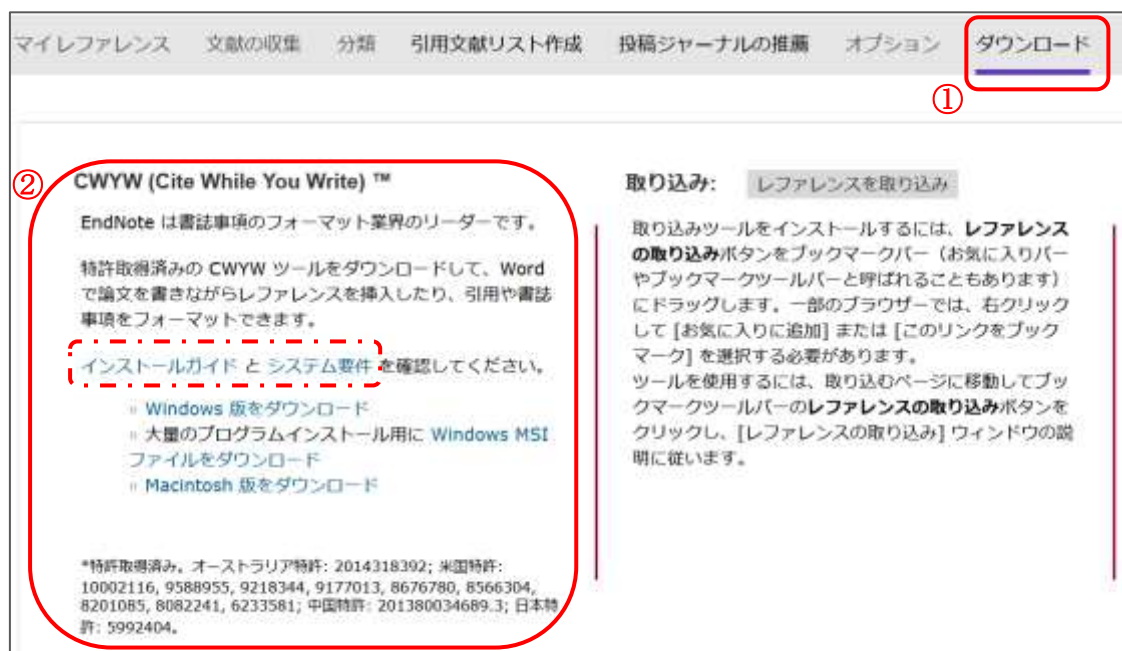 マイレファレンス 文献の収集 分類 引用文献リスト作成 投稿ジャーナルの推薦 オプション ダウンロード
①
②
CWYW (Cite While You Write) ™
EndNote は書誌事項のフォーマット業界のリーダーです。
特許取得済みの CWYW ツールをダウンロードして、Word
で論文を書きながらレファレンスを挿入したり、引用や書誌
事項をフォーマットできます。
インストールガイド と システム要件 を確認してください。
Windows 版をダウンロード
大量のプログラムインストール用に Windows MSI
ファイルをダウンロード
Macintosh 版をダウンロード
*特許取得済み。オーストラリア特許: 2014318392; 米国特許:
10002116, 9588955, 9218344, 9177013, 8676780, 8566304,
8201085, 8082241, 6233581; 中国特許: 201380034689.3; 日本特
許: 5992404。
取り込み: レファレンスを取り込み
取り込みツールをインストールするには、レファレンス
の取り込みボタンをブックマークバー（お気に入りバー
やブックマークツールバーと呼ばれることもあります）
にドラッグします。一部のブラウザーでは、右クリック
して [お気に入りに追加] または [このリンクをブック
マーク] を選択する必要があります。
ツールを使用するには、取り込むページに移動してブッ
クマークツールバーのレファレンスの取り込みボタンを
クリックし、[レファレンスの取り込み] ウィンドウの説
明に従います。